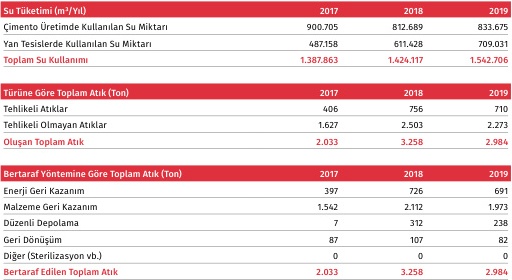 Su Tüketimi (m³/Yıl) 2017 2018 2019
Çimento Üretimde Kullanılan Su Miktarı 900.705 812.689 833.675
Yan Tesislerde Kullanılan Su Miktarı 487.158 611.428 709.031
Toplam Su Kullanımı 1.387.863 1.424.117 1.542.706
Türüne Göre Toplam Atık (Ton) 2017 2018 2019
Tehlikeli Atıklar 406 756 710
Tehlikeli Olmayan Atıklar 1.627 2.503 2.273
Oluşan Toplam Atık 2.033 3.258 2.984
Bertaraf Yöntemine Göre Toplam Atık (Ton) 2017 2018 2019
Enerji Geri Kazanım 397 726 691
Malzeme Geri Kazanım 1.542 2.112 1.973
Düzenli Depolama 7 312 238
Geri Dönüşüm 87 107 82
Diğer (Sterilizasyon vb.) 0 0 0
Bertaraf Edilen Toplam Atık 2.033 3.258 2.984